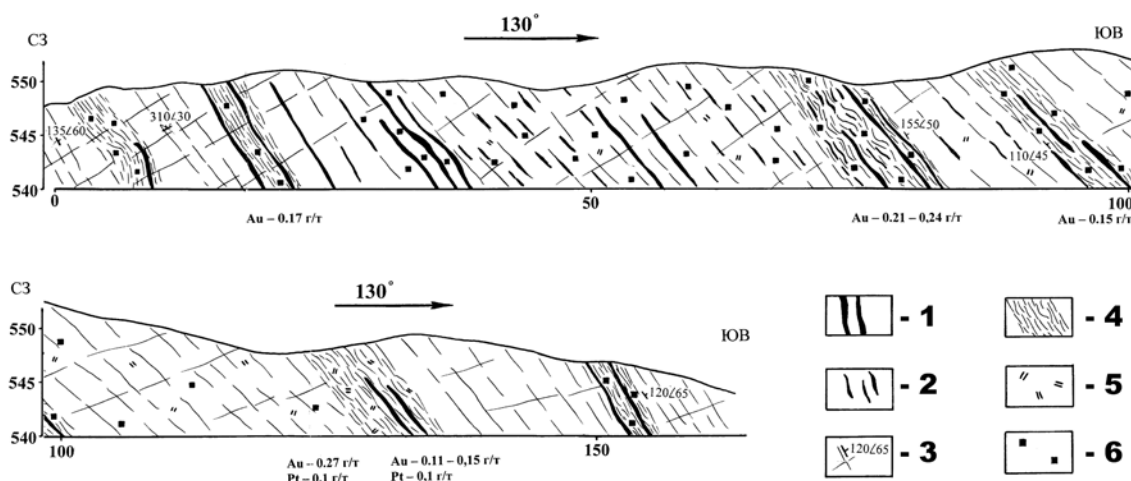 130°
СЗ
ЮВ
550
545
540
135∠60
310∠30
155∠50
110∠45
0
50
100
Au – 0.17 г/т
Au – 0.21 – 0,24 г/т
Au – 0.15 г/т
СЗ
130°
ЮВ
550
545
540
120∠65
100
150
Au – 0.27 г/т
Au – 0.11 – 0,15 г/т
Pt – 0.1 г/т
Pt – 0,1 г/т
- 1
- 4
- 2
- 5
120∠65
- 3
- 6